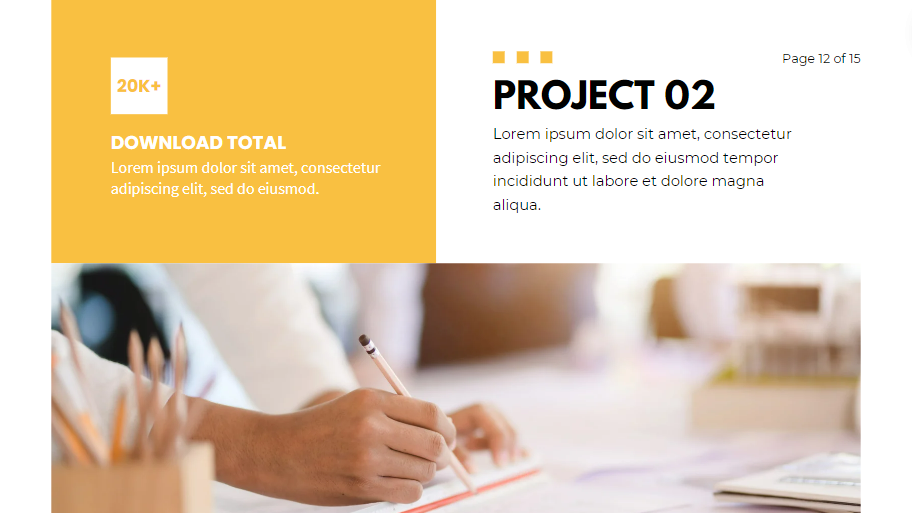 20K+
DOWNLOAD TOTAL
Lorem ipsum dolor sit amet, consectetur
adipiscing elit, sed do eiusmod.
Page 12 of 15
PROJECT 02
Lorem ipsum dolor sit amet, consectetur
adipiscing elit, sed do eiusmod tempor
incididunt ut labore et dolore magna
aliqua.